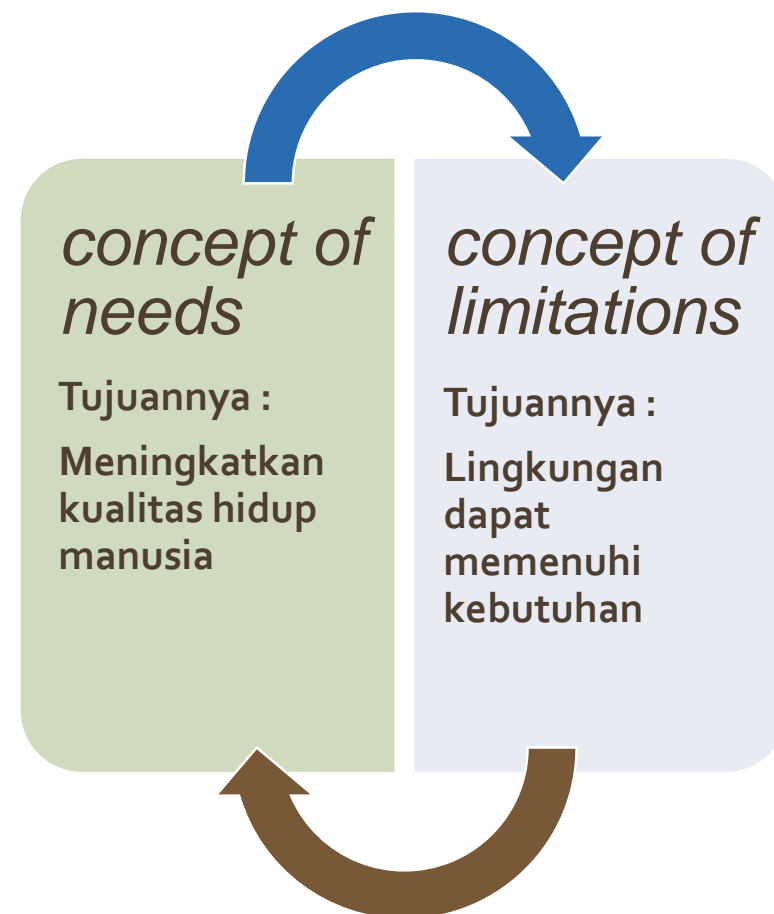 concept of
needs
Tujuannya :
Meningkatkan
kualitas hidup
manusia
concept of
limitations
Tujuannya :
Lingkungan
dapat
memenuhi
kebutuhan